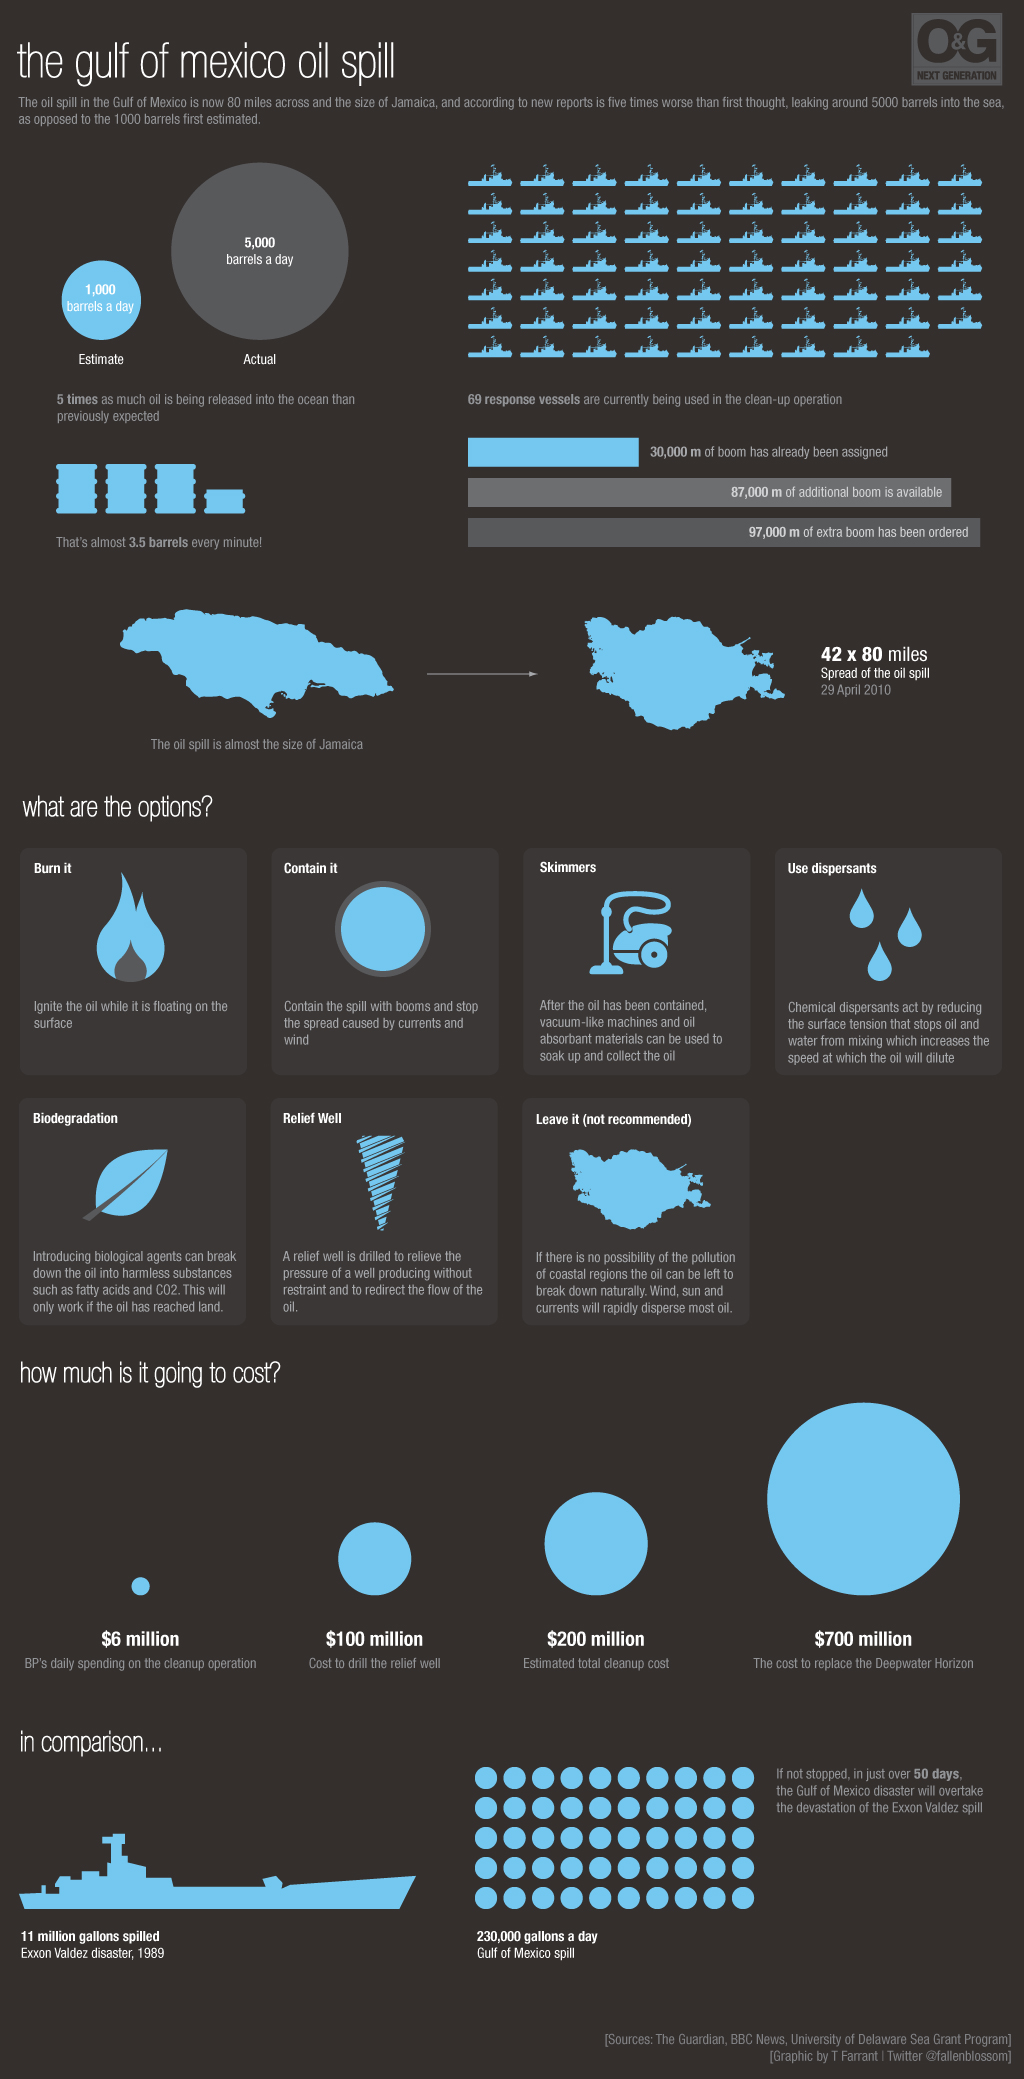 O&G
NEXT GENERATION
the gulf of mexico oil spill
The oil spill in the Gulf of Mexico is now 80 miles across and the size of Jamaica, and according to new reports is five times worse than first thought, leaking around 5000 barrels into the sea,
as opposed to the 1000 barrels first estimated.
5,000
barrels a day
1,000
barrels a day
Estimate
Actual
5 times as much oil is being released into the ocean than
previously expected
69 response vessels are currently being used in the clean-up operation
30,000 m of boom has already been assigned
87,000 m of additional boom is available
97,000 m of extra boom has been ordered
That's almost 3.5 barrels every minute!
42 x 80 miles
Spread of the oil spill
29 April 2010
The oil spill is almost the size of Jamaica
what are the options?
Burn it
Ignite the oil while it is floating on the
surface
Contain it
Contain the spill with booms and stop
the spread caused by currents and
wind
Skimmers
After the oil has been contained,
vacuum-like machines and oil
absorbant materials can be used to
soak up and collect the oil
Use dispersants
Chemical dispersants act by reducing
the surface tension that stops oil and
water from mixing which increases the
speed at which the oil will dilute
Biodegradation
Introducing biological agents can break
down the oil into harmless substances
such as fatty acids and CO2. This will
only work if the oil has reached land.
Relief Well
A relief well is drilled to relieve the
pressure of a well producing without
restraint and to redirect the flow of the
oil.
Leave it (not recommended)
If there is no possibility of the pollution
of coastal regions the oil can be left to
break down naturally. Wind, sun and
currents will rapidly disperse most oil.
how much is it going to cost?
$6 million
BP's daily spending on the cleanup operation
$100 million
Cost to drill the relief well
$200 million
Estimated total cleanup cost
$700 million
The cost to replace the Deepwater Horizon
in comparison...
If not stopped, in just over 50 days,
the Gulf of Mexico disaster will overtake
the devastation of the Exxon Valdez spill
11 million gallons spilled
Exxon Valdez disaster, 1989
230,000 gallons a day
Gulf of Mexico spill
[Sources: The Guardian, BBC News, University of Delaware Sea Grant Program]
[Graphic by T Farrant | Twitter @fallenblossom]